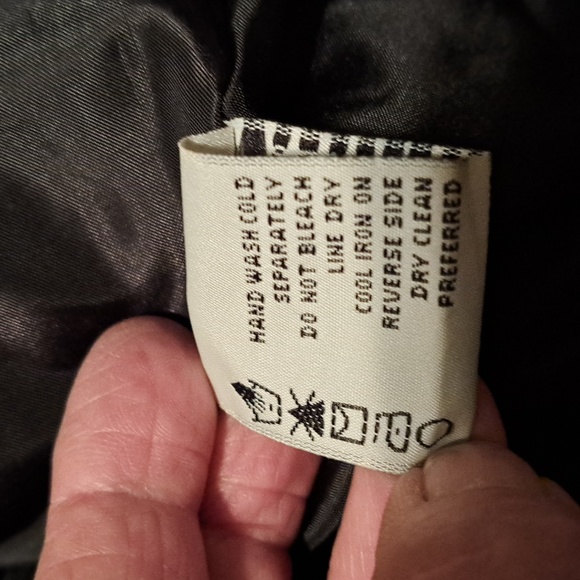 HAND WASH COLD
SEPARATELY
DO NOT BLEACH
LINE DRY
COOL IRON ON
REVERSE SIDE
DRY CLEAN
PREFERRED